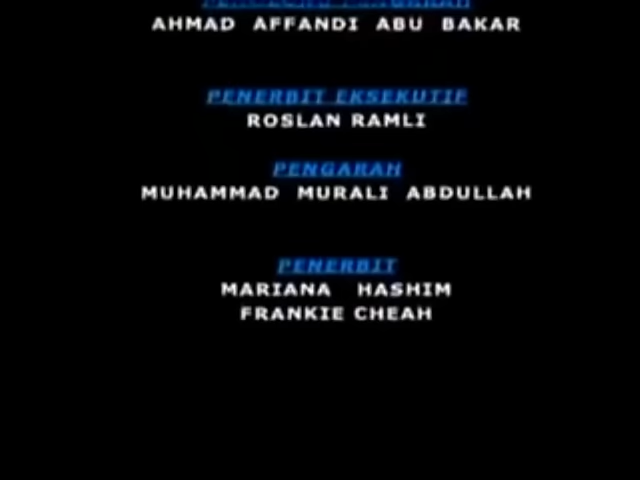 AHMAD AFFANDI ABU BAKAR
PENERBIT EKSEKUTIF
ROSLAN RAMLI
PENGARAH
MUHAMMAD MURALI ABDULLAH
PENERBIT
MARIANA HASHIM
FRANKIE CHEAH